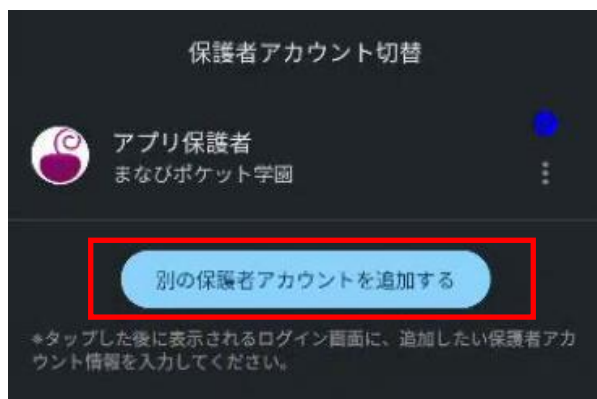 保護者アカウント切替
アプリ保護者
まなびポケット学園
別の保護者アカウントを追加する
*タップした後に表示されるログイン画面に、追加したい保護者アカ
ウント情報を入力してください。